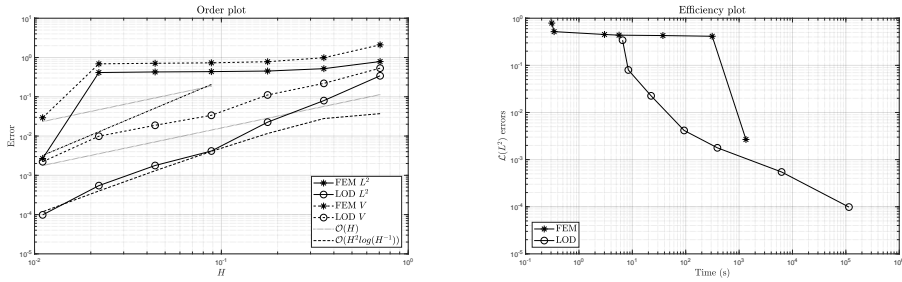 Order plot
10^1
10^0
10^-1
10^-2
10^-3
10^-4
10^-5
Error
10^-2
10^-1
10^0
H
FEM L^2
LOD L^2
FEM V
LOD V
O(H)
O(H^2log(H^-1))
Efficiency plot
10^0
10^-1
10^-2
10^-3
10^-4
10^-5
L(L^2) errors
10^-1
10^0
10^1
10^2
10^3
10^4
10^5
10^6
Time (s)
FEM
LOD